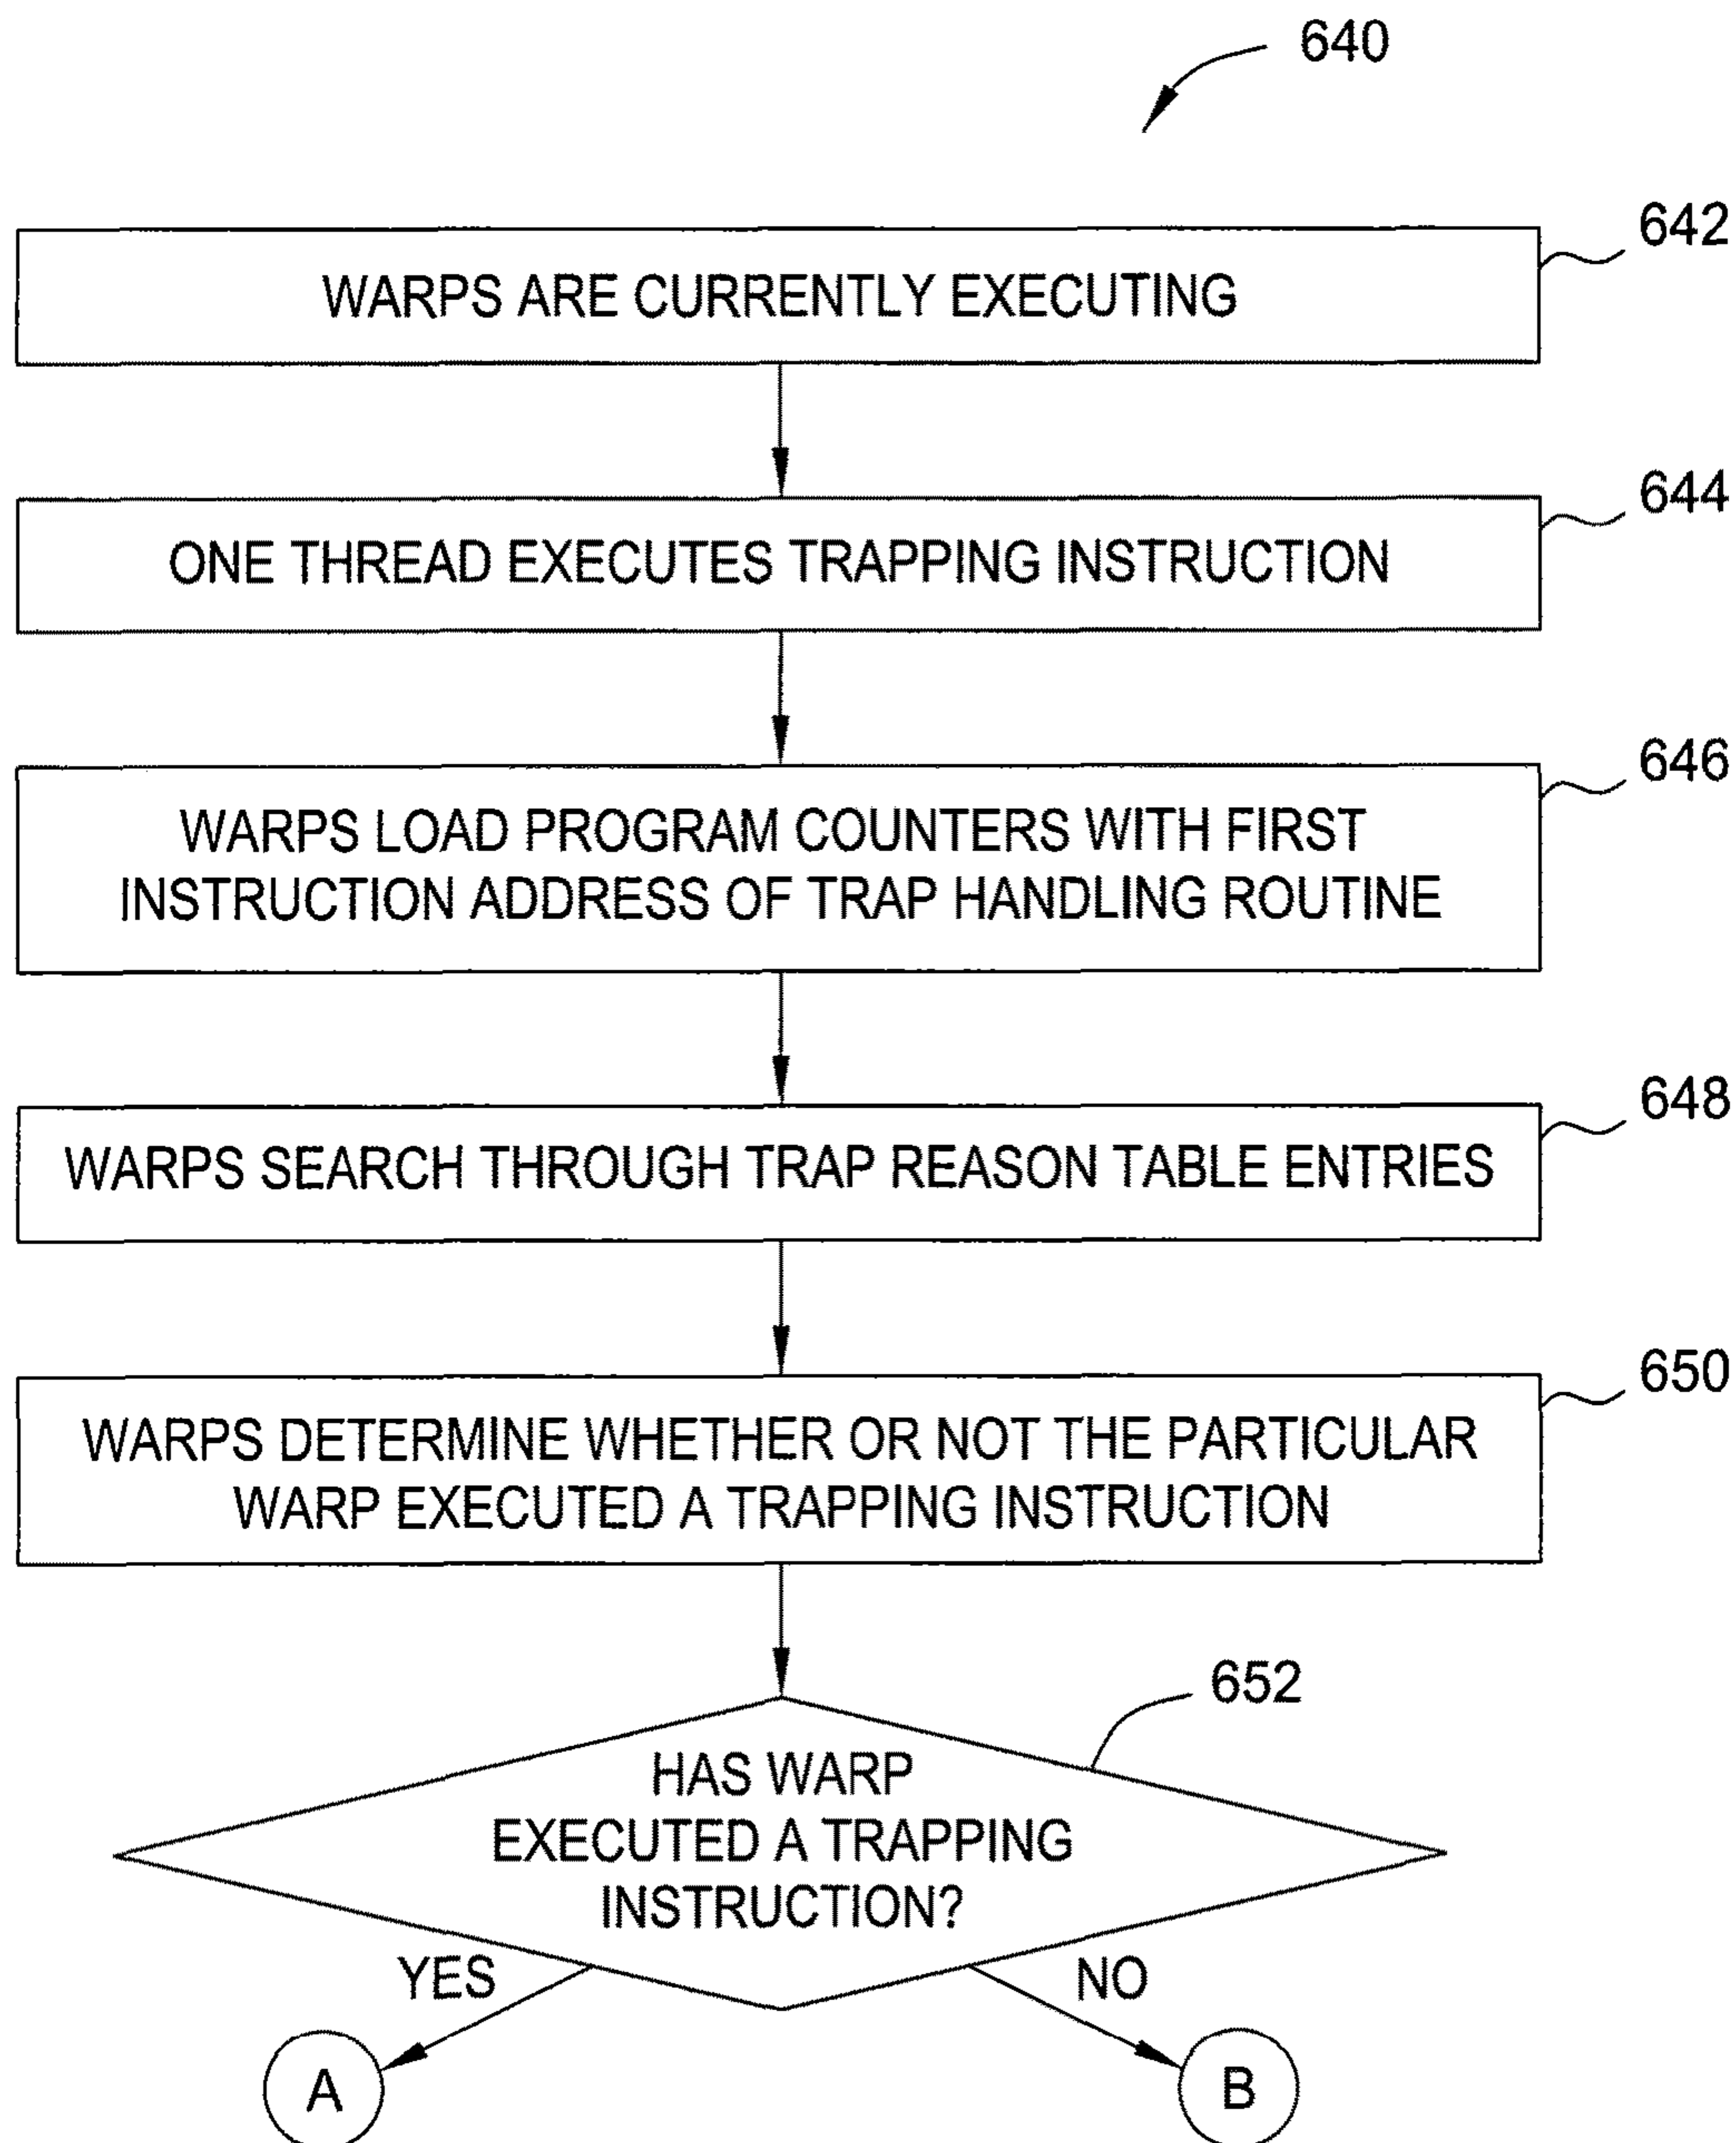 640
642
WARPS ARE CURRENTLY EXECUTING
644
ONE THREAD EXECUTES TRAPPING INSTRUCTION
646
WARPS LOAD PROGRAM COUNTERS WITH FIRST
INSTRUCTION ADDRESS OF TRAP HANDLING ROUTINE
648
WARPS SEARCH THROUGH TRAP REASON TABLE ENTRIES
650
WARPS DETERMINE WHETHER OR NOT THE PARTICULAR
WARP EXECUTED A TRAPPING INSTRUCTION
652
HAS WARP
EXECUTED A TRAPPING
INSTRUCTION?
YES
NO
A
B